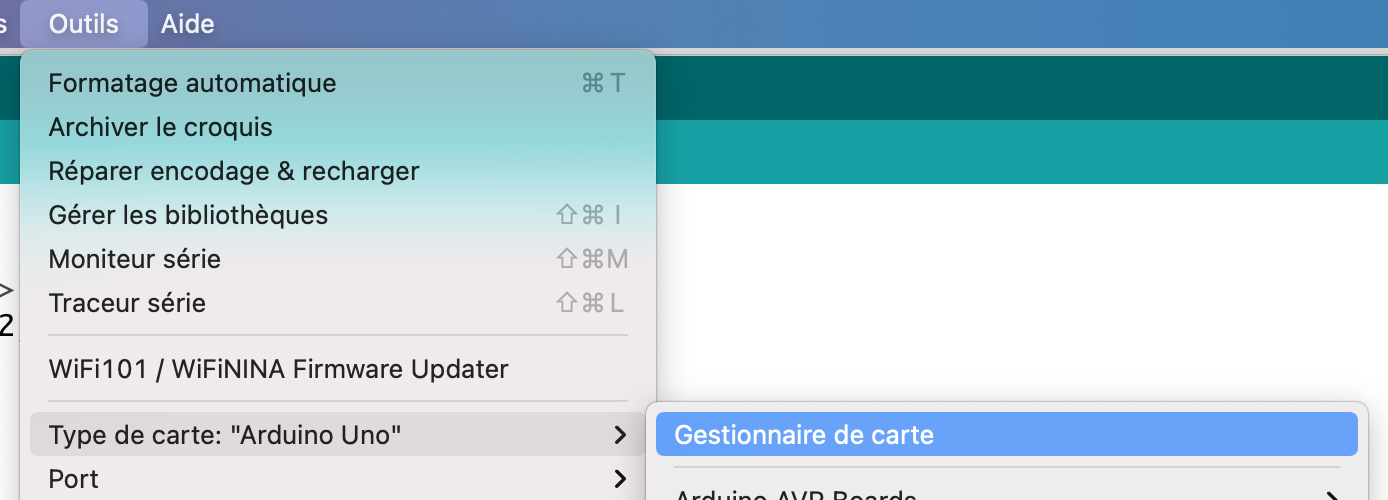 s Outils Aide
Formatage automatique ⌘ T
Archiver le croquis
Réparer encodage & recharger
Gérer les bibliothèques ⇧⌘ I
Moniteur série ⇧⌘M
Traceur série ⇧⌘ L
>
2
WiFi101 / WiFiNINA Firmware Updater
Type de carte: "Arduino Uno" Gestionnaire de carte
Port Arduino AVR Boards